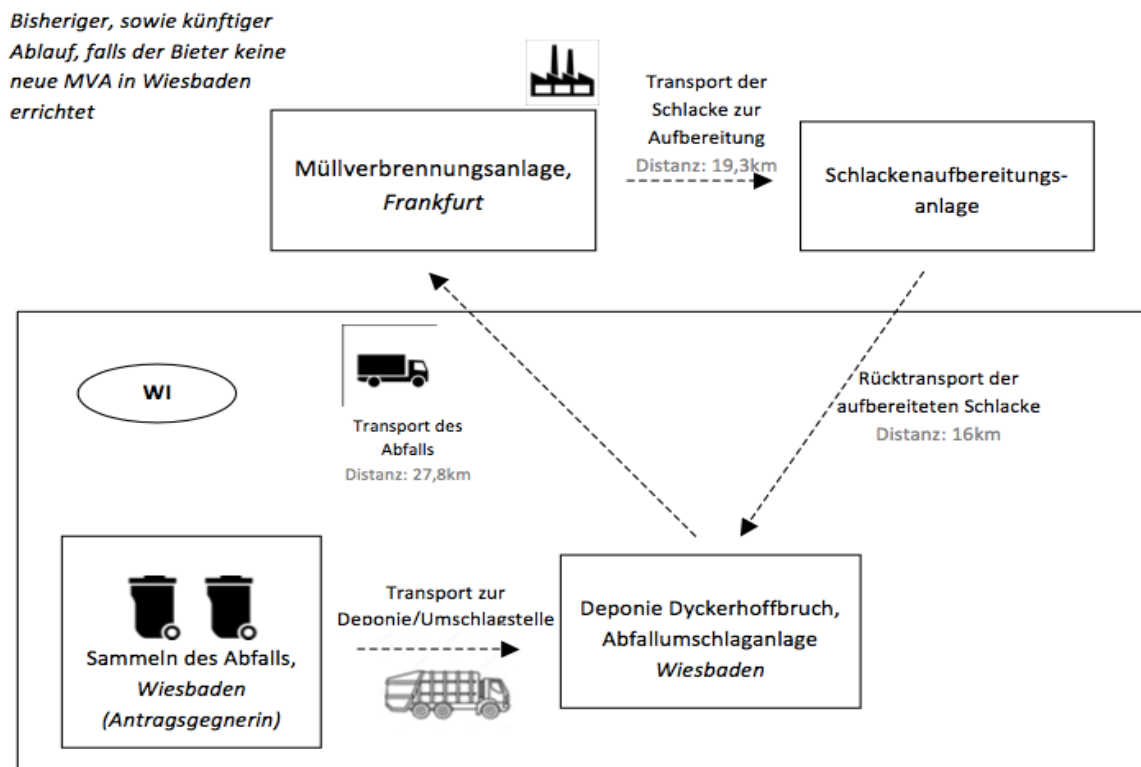 Bisheriger, sowie künftiger
Ablauf, falls der Bieter keine
neue MVA in Wiesbaden
errichtet
Müllverbrennungsanlage,
Frankfurt
Transport der
Schlacke zur
Aufbereitung
Distanz: 19,3km
Schlackenaufbereitungs-
anlage
WI
Transport des
Abfalls
Distanz: 27,8km
Rücktransport der
aufbereiteten Schlacke
Distanz: 16km
Sammeln des Abfalls,
Wiesbaden
(Antragsgegnerin)
Transport zur
Deponie/Umschlagstelle
Deponie Dyckerhoffbruch,
Abfallumschlaganlage
Wiesbaden